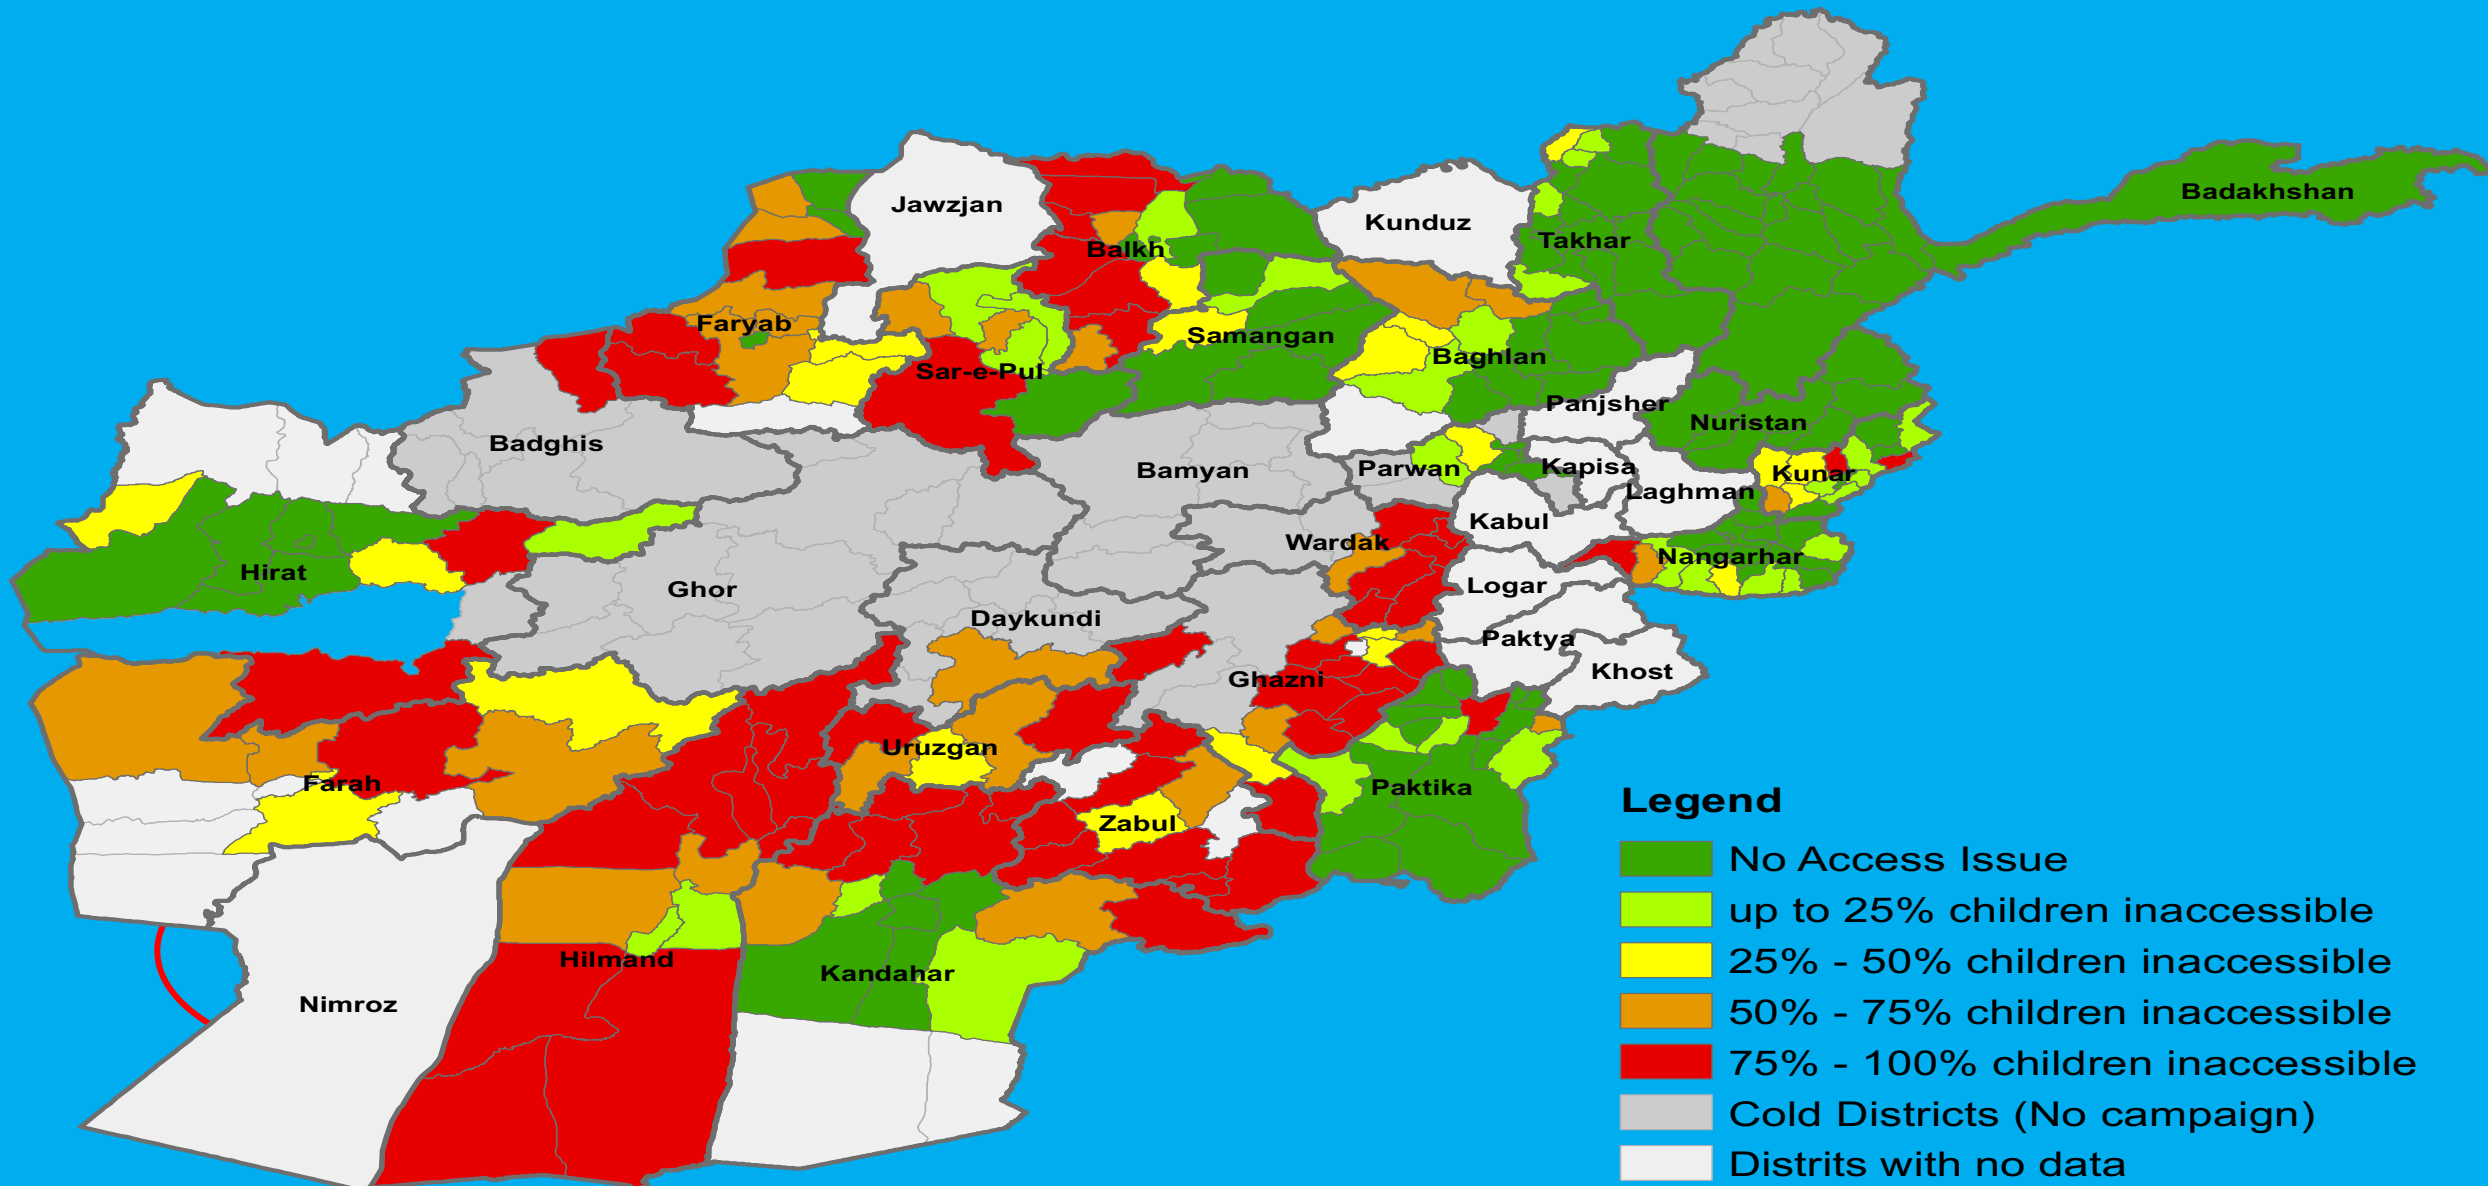 Badakhshan
Jawzjan
Kunduz
Takhar
Balkh
Faryab
Samangan
Baghlan
Sar-e-Pul
Panjsher
Nuristan
Badghis
Bamyan
Parwan
Kapisa
Kunar
Laghman
Kabul
Wardak
Nangarhar
Hirat
Ghor
Logar
Daykundi
Paktya
Ghazni
Khost
Uruzgan
Farah
Paktika
Zabul
Hilmand
Kandahar
Nimroz
Legend
No Access Issue
up to 25% children inaccessible
25% - 50% children inaccessible
50% - 75% children inaccessible
75% - 100% children inaccessible
Cold Districts (No campaign)
Distrits with no data